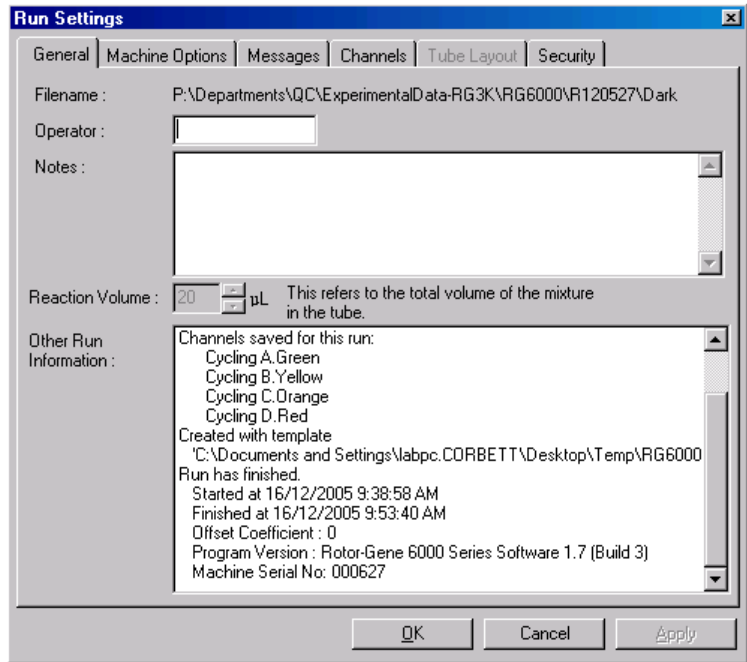 Run Settings
General Machine Options Messages Channels Tube Layout Security
Filename : P:\Departments\QC\ExperimentalData-RG3K\RG6000\R120527\Dark
Operator :
Notes :
Reaction Volume : 20 µL This refers to the total volume of the mixture
in the tube.
Other Run
Information :
Channels saved for this run:
Cycling A.Green
Cycling B.Yellow
Cycling C.Orange
Cycling D.Red
Created with template
'C:\Documents and Settings\labpc.CORBETT\Desktop\Temp\RG6000
Run has finished.
Started at 16/12/2005 9:38:58 AM
Finished at 16/12/2005 9:53:40 AM
Offset Coefficient : 0
Program Version : Rotor-Gene 6000 Series Software 1.7 (Build 3)
Machine Serial No: 000627
OK Cancel Apply